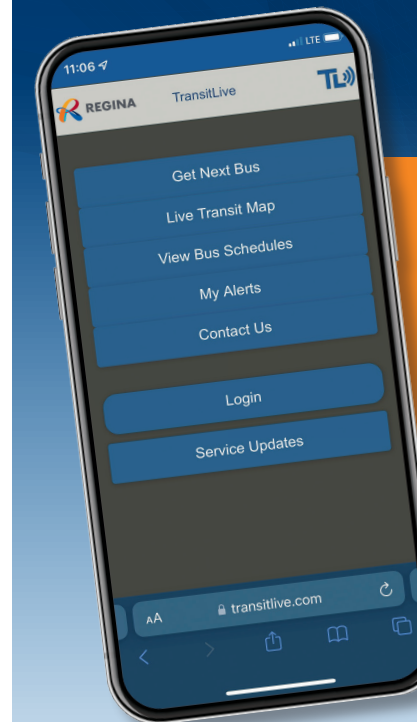 11:06
LTE
REGINA
TransitLive
TL
Get Next Bus
Live Transit Map
View Bus Schedules
My Alerts
Contact Us
Login
Service Updates
AA
transitlive.com